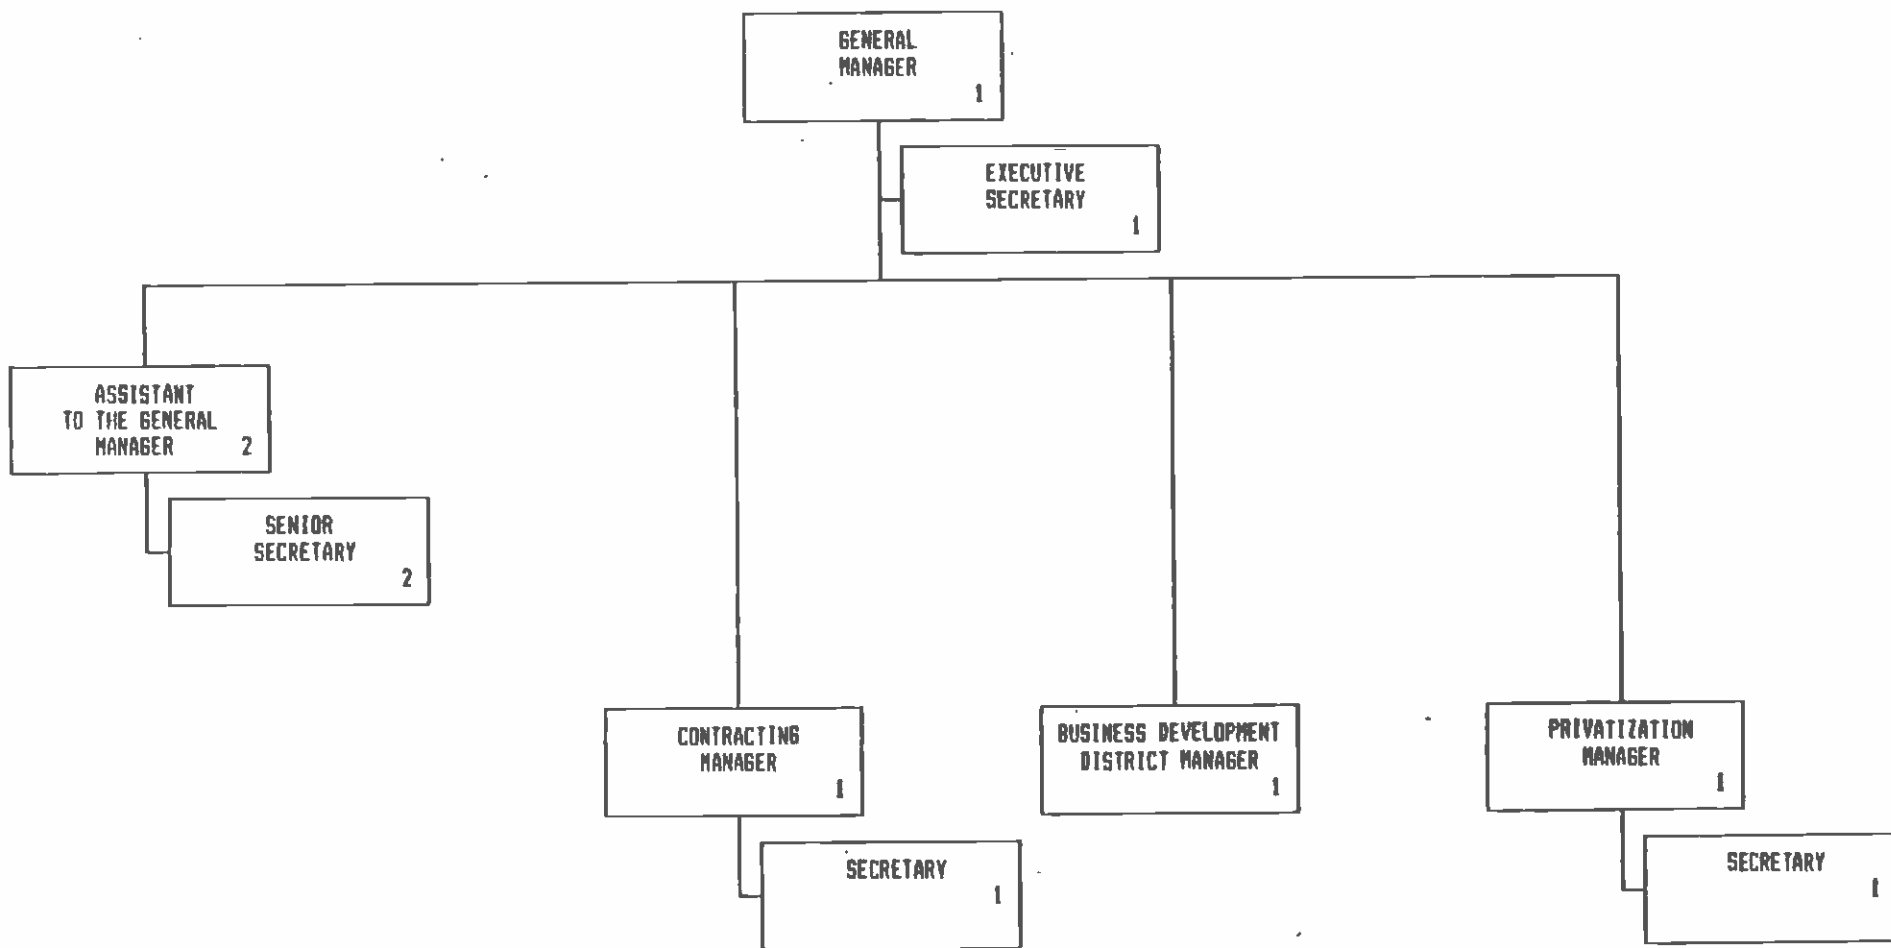 GENERAL
MANAGER
1
EXECUTIVE
SECRETARY
1
ASSISTANT
TO THE GENERAL
MANAGER 2
SENIOR
SECRETARY
2
CONTRACTING
MANAGER
1
BUSINESS DEVELOPMENT
DISTRICT MANAGER
1
PRIVATIZATION
MANAGER
1
SECRETARY
1
SECRETARY
1